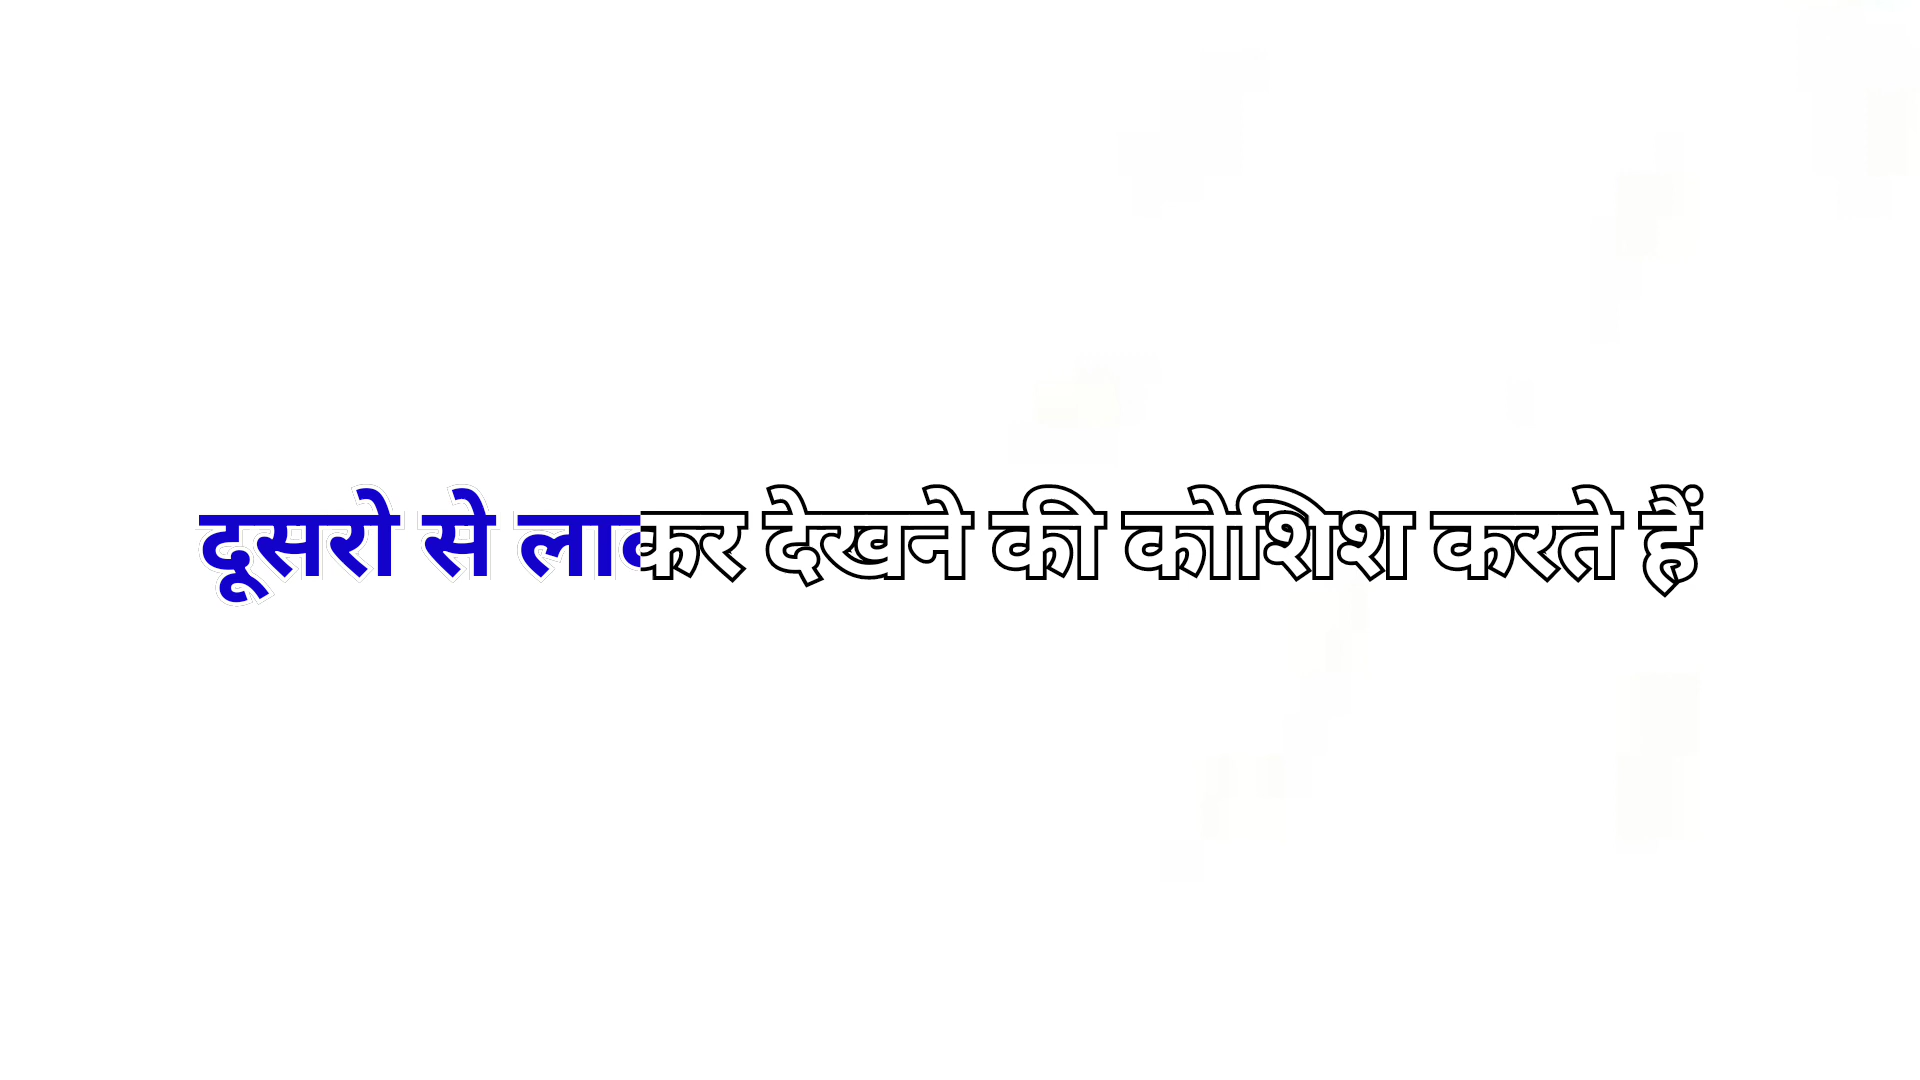 दूसरो से लाकर देखने की कोशिश करते हैं